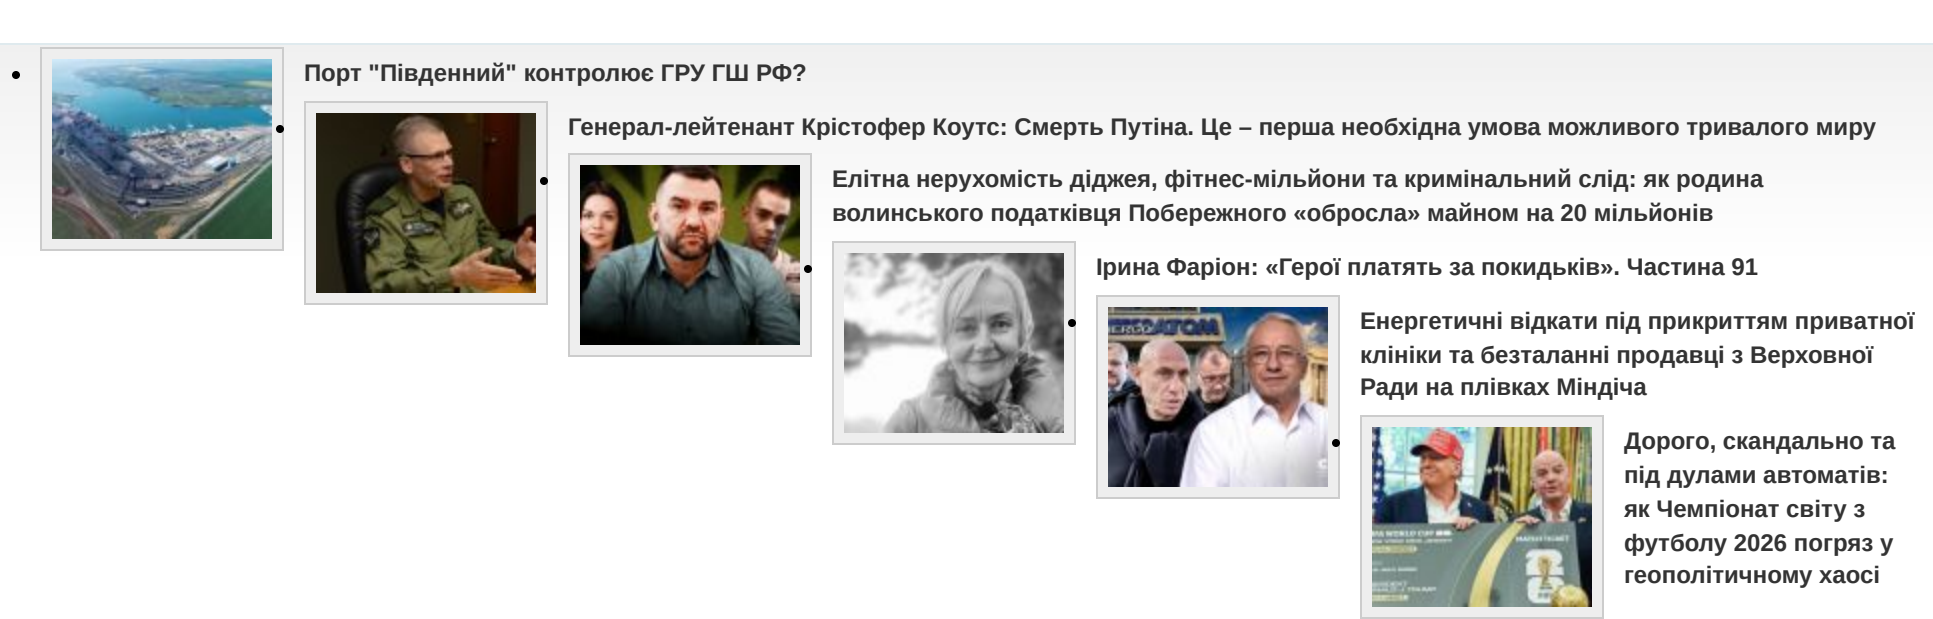 Порт "Південний" контролює ГРУ ГШ РФ?
Генерал-лейтенант Крістофер Коутс: Смерть Путіна. Це – перша необхідна умова можливого тривалого миру
Елітна нерухомість діджея, фітнес-мільйони та кримінальний слід: як родина
волинського податківця Побережного «обросла» майном на 20 мільйонів
Ірина Фаріон: «Герої платять за покидьків». Частина 91
Енергетичні відкати під прикриттям приватної
клініки та безталанні продавці з Верховної
Ради на плівках Міндіча
Дорого, скандально та
під дулами автоматів:
як Чемпіонат світу з
футболу 2026 погряз у
геополітичному хаосі